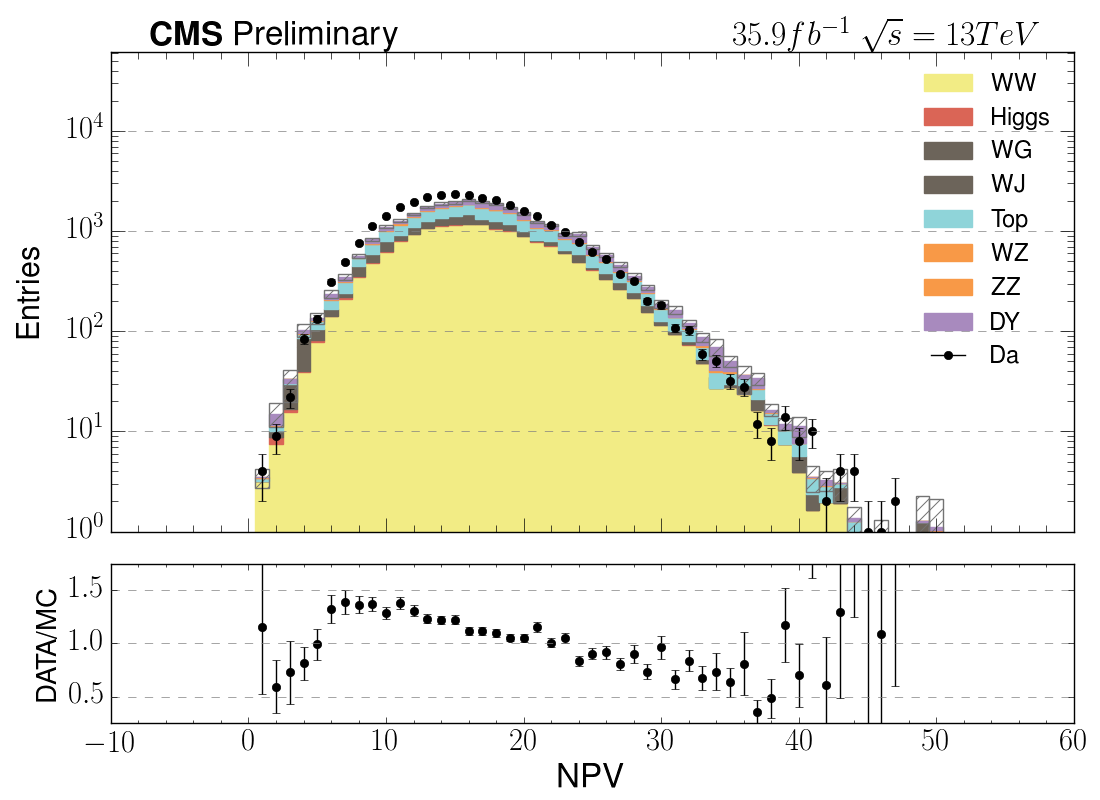 CMS Preliminary 35.9fb⁻¹ √s = 13TeV
WW
Higgs
WG
WJ
Top
WZ
ZZ
DY
Da
Entries
10⁴
10³
10²
10¹
10⁰
DATA/MC
1.5
1.0
0.5
−10 0 10 20 30 40 50 60
NPV